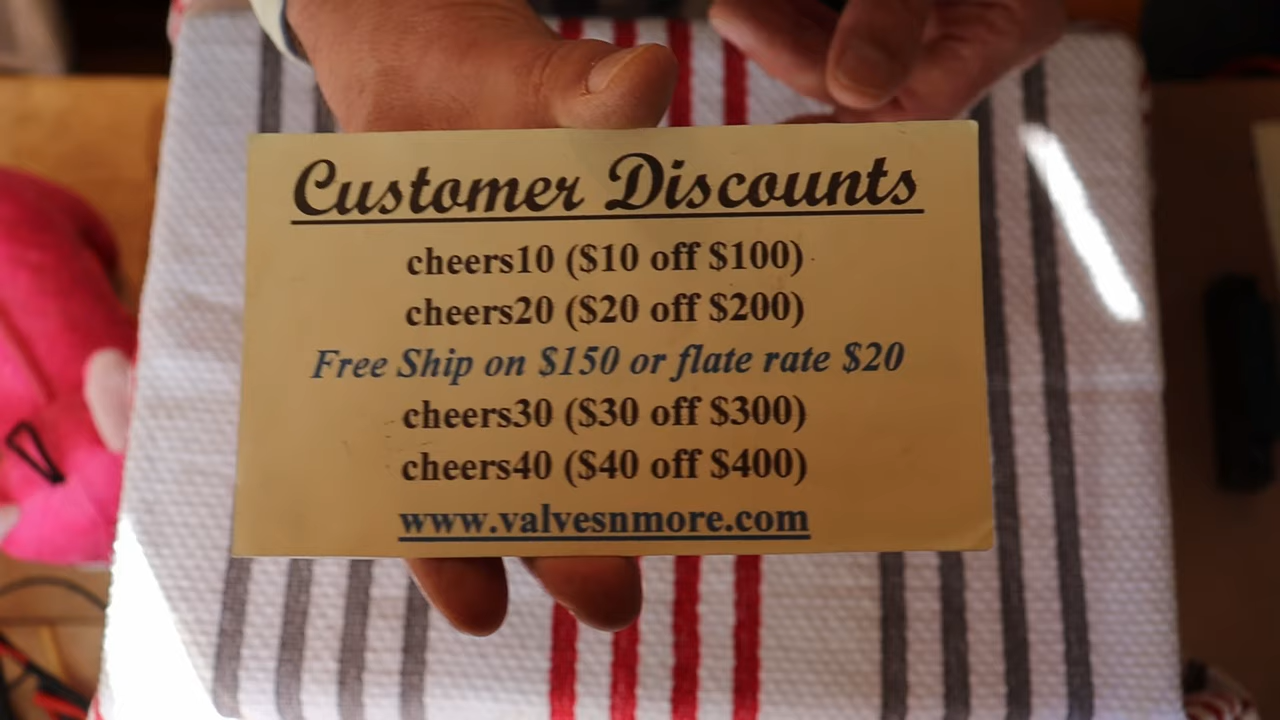 Customer Discounts
cheers10 ($10 off $100)
cheers20 ($20 off $200)
Free Ship on $150 or flate rate $20
cheers30 ($30 off $300)
cheers40 ($40 off $400)
www.valvesnmore.com